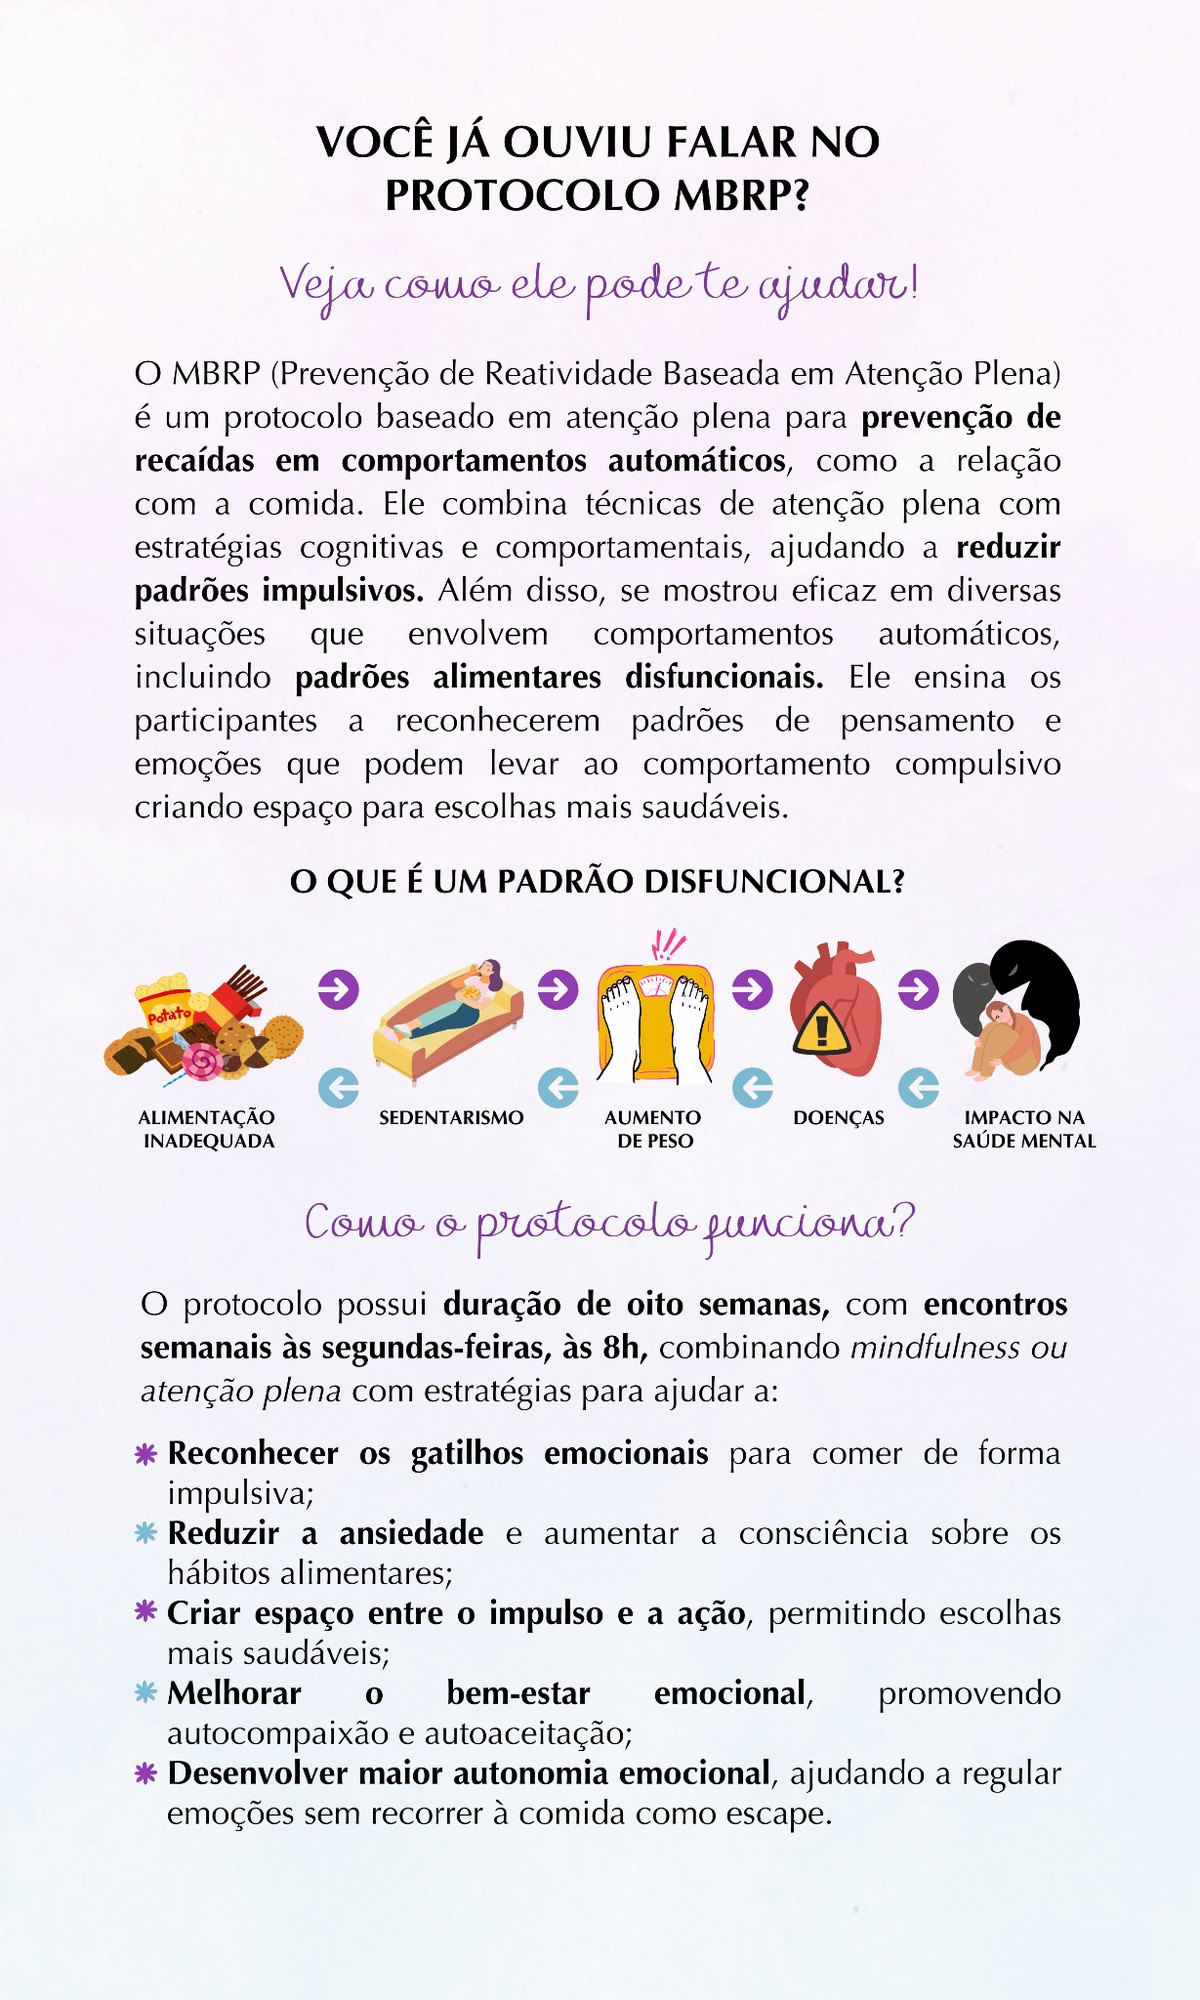 VOCÊ JÁ OUVIU FALAR NO
PROTOCOLO MBRP?
Veja como ele pode te ajudar!
O MBRP (Prevenção de Reatividade Baseada em Atenção Plena)
é um protocolo baseado em atenção plena para prevenção de
recaídas em comportamentos automáticos, como a relação
com a comida. Ele combina técnicas de atenção plena com
estratégias cognitivas e comportamentais, ajudando a reduzir
padrões impulsivos. Além disso, se mostrou eficaz em diversas
situações que envolvem comportamentos automáticos,
incluindo padrões alimentares disfuncionais. Ele ensina os
participantes a reconhecerem padrões de pensamento e
emoções que podem levar ao comportamento compulsivo
criando espaço para escolhas mais saudáveis.
O QUE É UM PADRÃO DISFUNCIONAL?
Potato
ALIMENTAÇÃO
INADEQUADA
SEDENTARISMO
AUMENTO
DE PESO
DOENÇAS
IMPACTO NA
SAÚDE MENTAL
Como o protocolo funciona?
O protocolo possui duração de oito semanas, com encontros
semanais às segundas-feiras, às 8h, combinando mindfulness ou
atenção plena com estratégias para ajudar a:
Reconhecer os gatilhos emocionais para comer de forma
impulsiva;
Reduzir a ansiedade e aumentar a consciência sobre os
hábitos alimentares;
Criar espaço entre o impulso e a ação, permitindo escolhas
mais saudáveis;
Melhorar o bem-estar emocional, promovendo
autocompaixão e autoaceitação;
Desenvolver maior autonomia emocional, ajudando a regular
emoções sem recorrer à comida como escape.